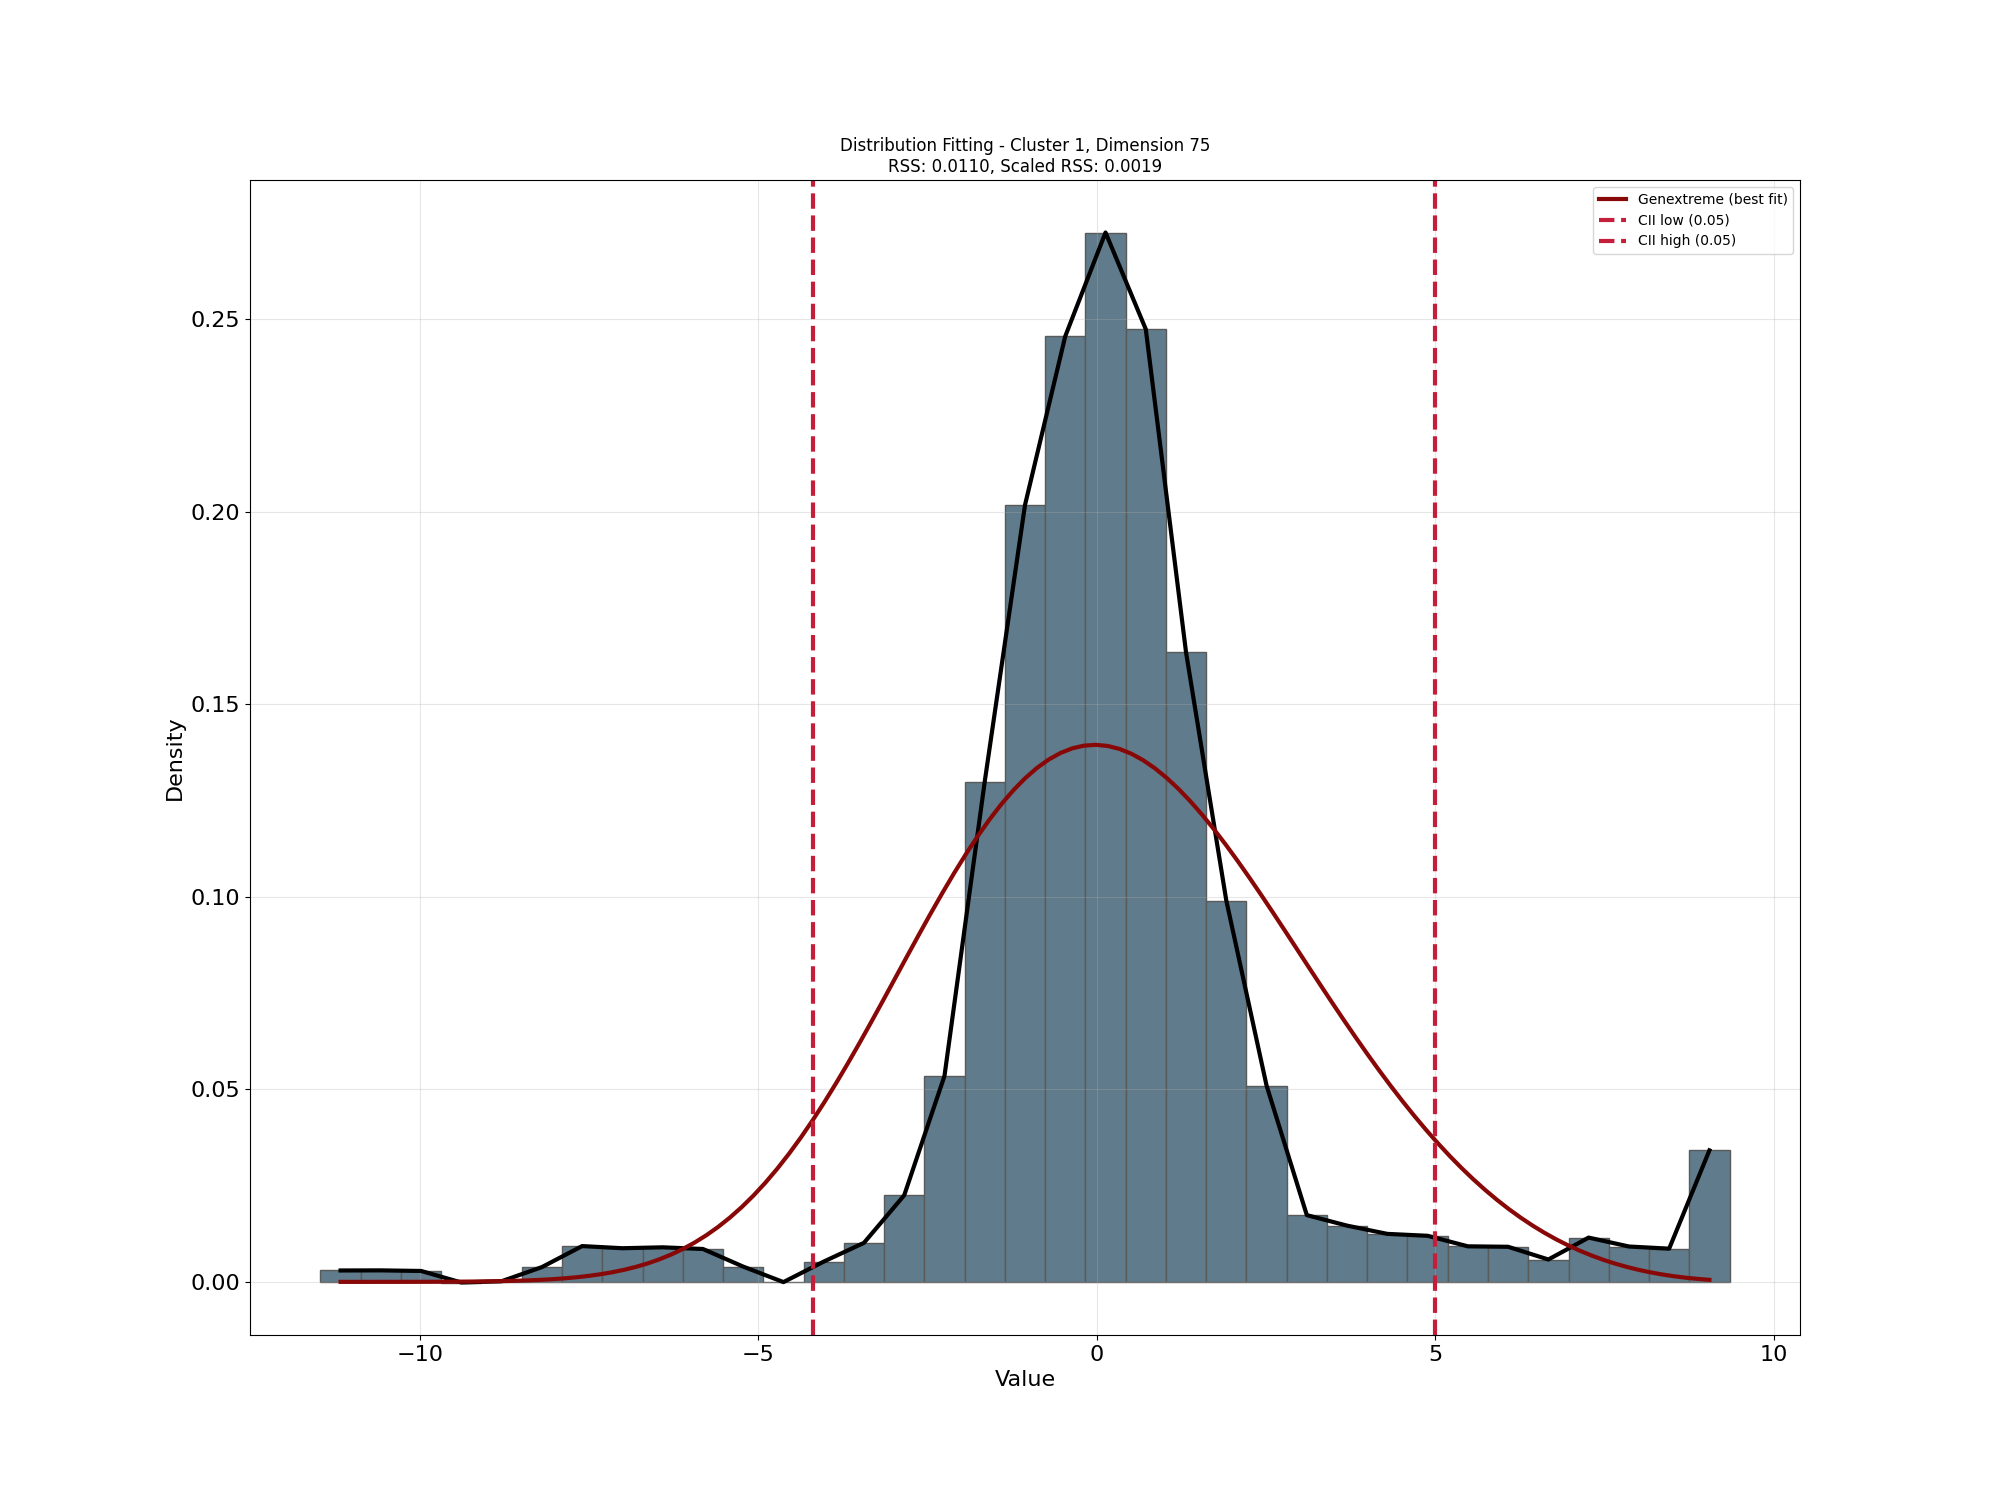 Distribution Fitting - Cluster 1, Dimension 75
RSS: 0.0110, Scaled RSS: 0.0019
Genextreme (best fit)
CII low (0.05)
CII high (0.05)
0.25
0.20
0.15
0.10
0.05
0.00
Density
−10
−5
0
5
10
Value